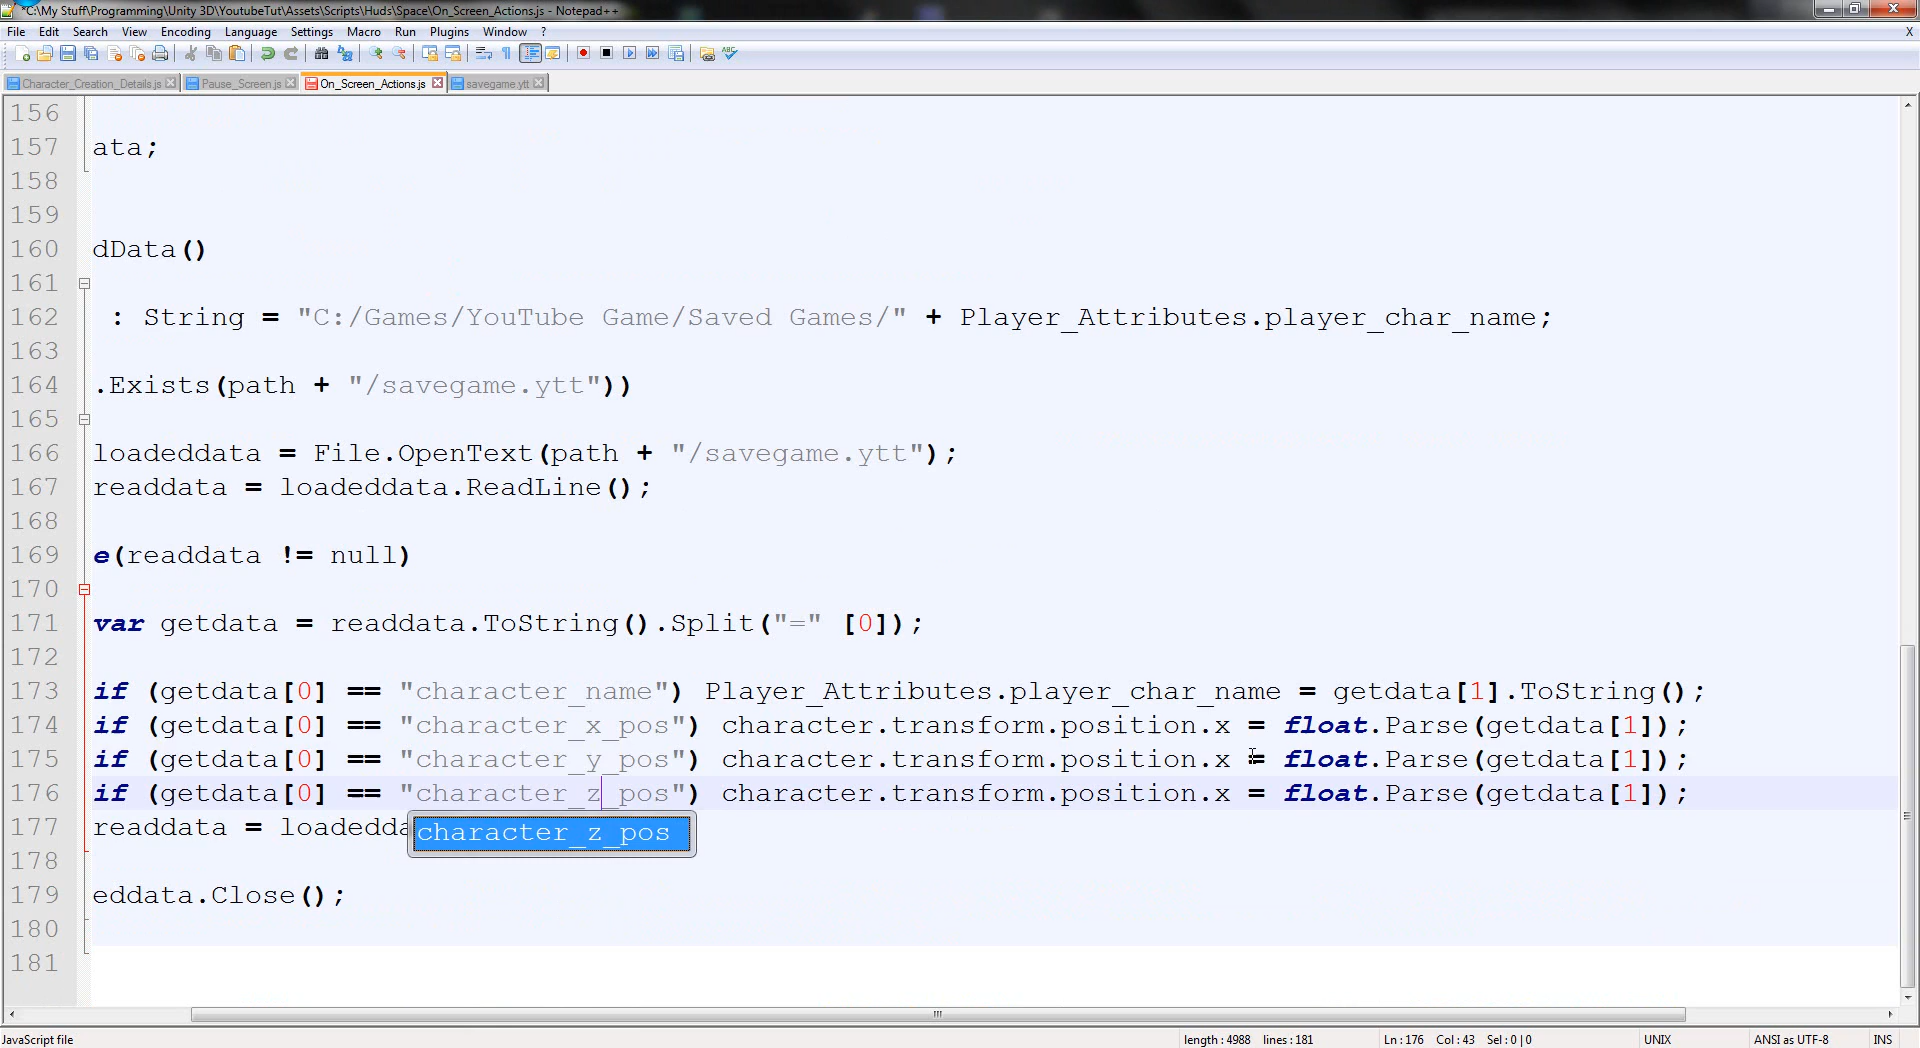 *C:\My Stuff\Programming\Unity 3D\YoutubeTut\Assets\Scripts\Huds\Space\On_Screen_Actions.js - Notepad++
File Edit Search View Encoding Language Settings Macro Run Plugins Window ? X
Character_Creation_Details.js Pause_Screen.js On_Screen_Actions.js savegame.ytt
156
157 ata;
158
159
160 dData()
161
162 : String = "C:/Games/YouTube Game/Saved Games/" + Player_Attributes.player_char_name;
163
164 .Exists(path + "/savegame.ytt"))
165
166 loadeddata = File.OpenText(path + "/savegame.ytt");
167 readdata = loadeddata.ReadLine();
168
169 e(readdata != null)
170
171 var getdata = readdata.ToString().Split("=" [0]);
172
173 if (getdata[0] == "character_name") Player_Attributes.player_char_name = getdata[1].ToString();
174 if (getdata[0] == "character_x_pos") character.transform.position.x = float.Parse(getdata[1]);
175 if (getdata[0] == "character_y_pos") character.transform.position.x = float.Parse(getdata[1]);
176 if (getdata[0] == "character_z_pos") character.transform.position.x = float.Parse(getdata[1]);
177 readdata = loadedda
character_z_pos
178
179 eddata.Close();
180
181
JavaScript file length : 4988 lines : 181 Ln : 176 Col : 43 Sel : 0 | 0 UNIX ANSI as UTF-8 INS